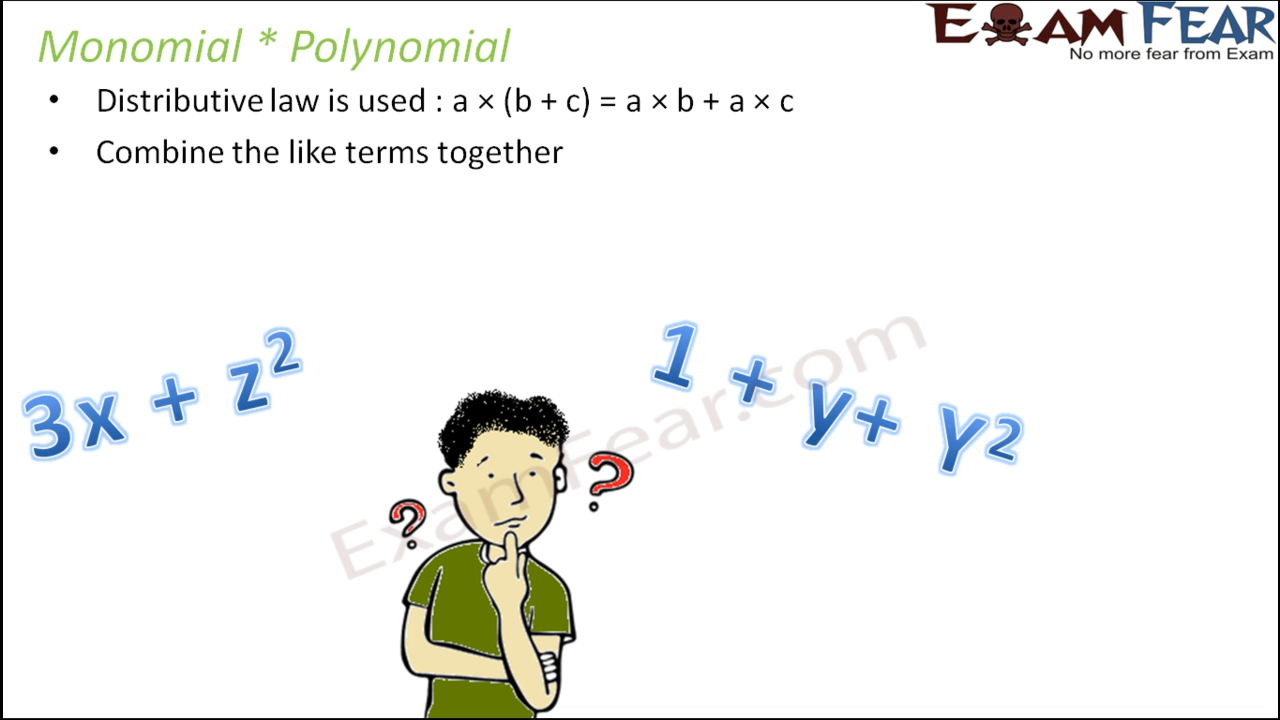 EXAM FEAR
No more fear from Exam
Monomial * Polynomial
• Distributive law is used : a × (b + c) = a × b + a × c
• Combine the like terms together
3x + z²
1 + y+ Y²
?
?
ExamFear.com